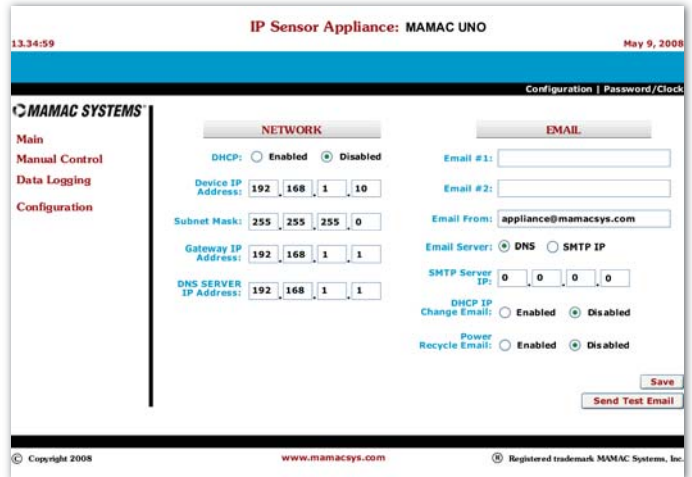 IP Sensor Appliance: MAMAC UNO
13.34:59
May 9, 2008
Configuration | Password/Clock
MAMAC SYSTEMS
Main
Manual Control
Data Logging
Configuration
NETWORK
DHCP: Enabled Disabled
Device IP
Address: 192 . 168 . 1 . 10
Subnet Mask: 255 . 255 . 255 . 0
Gateway IP
Address: 192 . 168 . 1 . 1
DNS SERVER
IP Address: 192 . 168 . 1 . 1
EMAIL
Email #1:
Email #2:
Email From: appliance@mamacsys.com
Email Server: DNS SMTP IP
SMTP Server
IP: 0 . 0 . 0 . 0
DHCP IP
Change Email: Enabled Disabled
Power
Recycle Email: Enabled Disabled
Save
Send Test Email
© Copyright 2008
www.mamacsys.com
® Registered trademark MAMAC Systems, Inc.